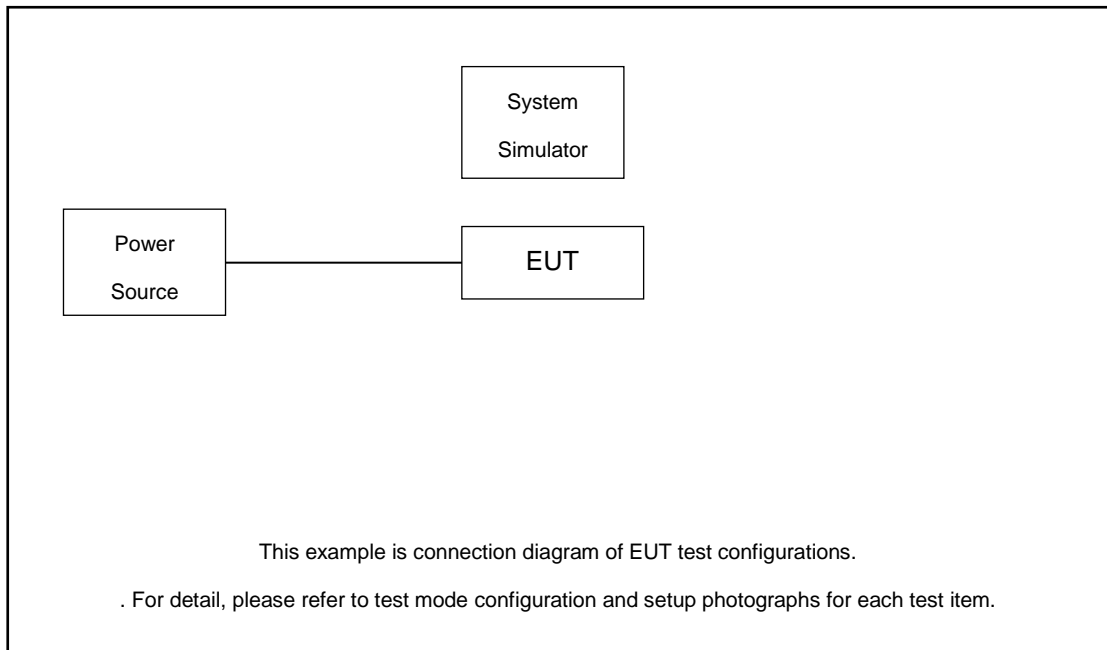 System
Simulator
Power
Source
EUT
This example is connection diagram of EUT test configurations.
. For detail, please refer to test mode configuration and setup photographs for each test item.